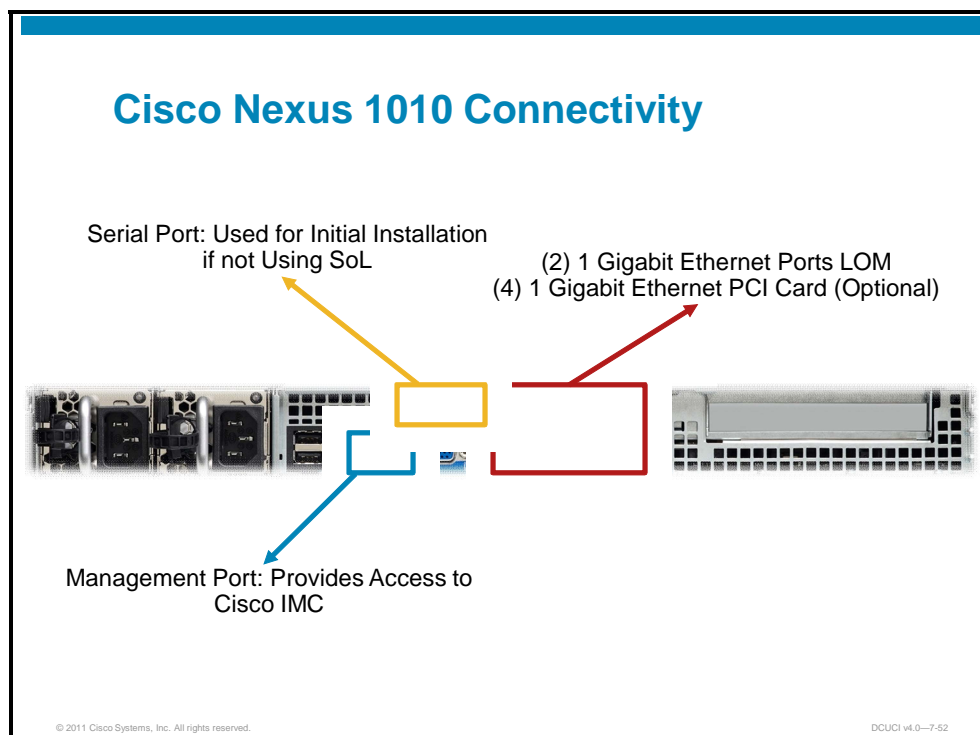 Cisco Nexus 1010 Connectivity
Serial Port: Used for Initial Installation
if not Using SoL
(2) 1 Gigabit Ethernet Ports LOM
(4) 1 Gigabit Ethernet PCI Card (Optional)
Management Port: Provides Access to
Cisco IMC
© 2011 Cisco Systems, Inc. All rights reserved.
DCUCI v4.0—7-52